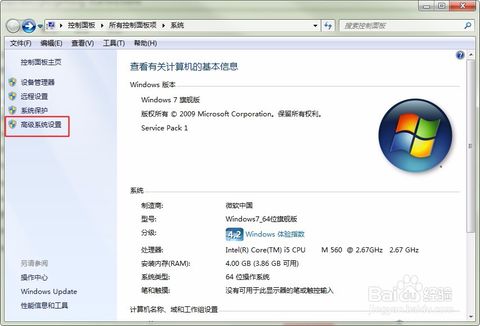 控制面板 ▸ 所有控制面板项 ▸ 系统
搜索控制面板
文件(F) 编辑(E) 查看(V) 工具(T) 帮助(H)
控制面板主页
设备管理器
远程设置
系统保护
高级系统设置
另请参阅
操作中心
Windows Update
性能信息和工具
查看有关计算机的基本信息
Windows 版本
Windows 7 旗舰版
版权所有 © 2009 Microsoft Corporation。保留所有权利。
Service Pack 1
系统
制造商: 微软中国
型号: Windows7_64位旗舰版
分级: 4.2 Windows 体验指数
处理器: Intel(R) Core(TM) i5 CPU M 560 @ 2.67GHz 2.67 GHz
安装内存(RAM): 4.00 GB (3.86 GB 可用)
系统类型: 64 位操作系统
笔和触摸: 没有可用于此显示器的笔或触控输入
计算机名称、域和工作组设置
Baidu 经验